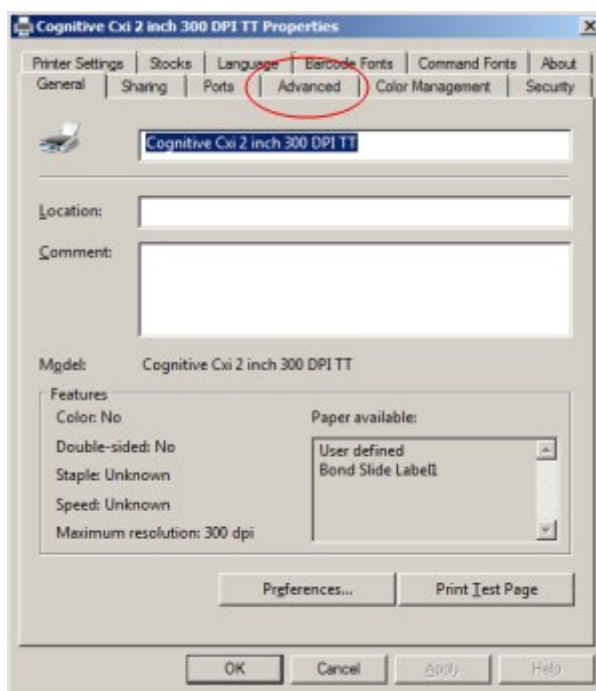 Cognitive Cxi 2 inch 300 DPI TT Properties
Printer Settings Stocks Language Barcode Fonts Command Fonts About
General Sharing Ports Advanced Color Management Security
Cognitive Cxi 2 inch 300 DPI TT
Location:
Comment:
Model: Cognitive Cxi 2 inch 300 DPI TT
Features
Color: No Paper available:
Double-sided: No User defined
Staple: Unknown Bond Slide Label1
Speed: Unknown
Maximum resolution: 300 dpi
Preferences... Print Test Page
OK Cancel Apply Help